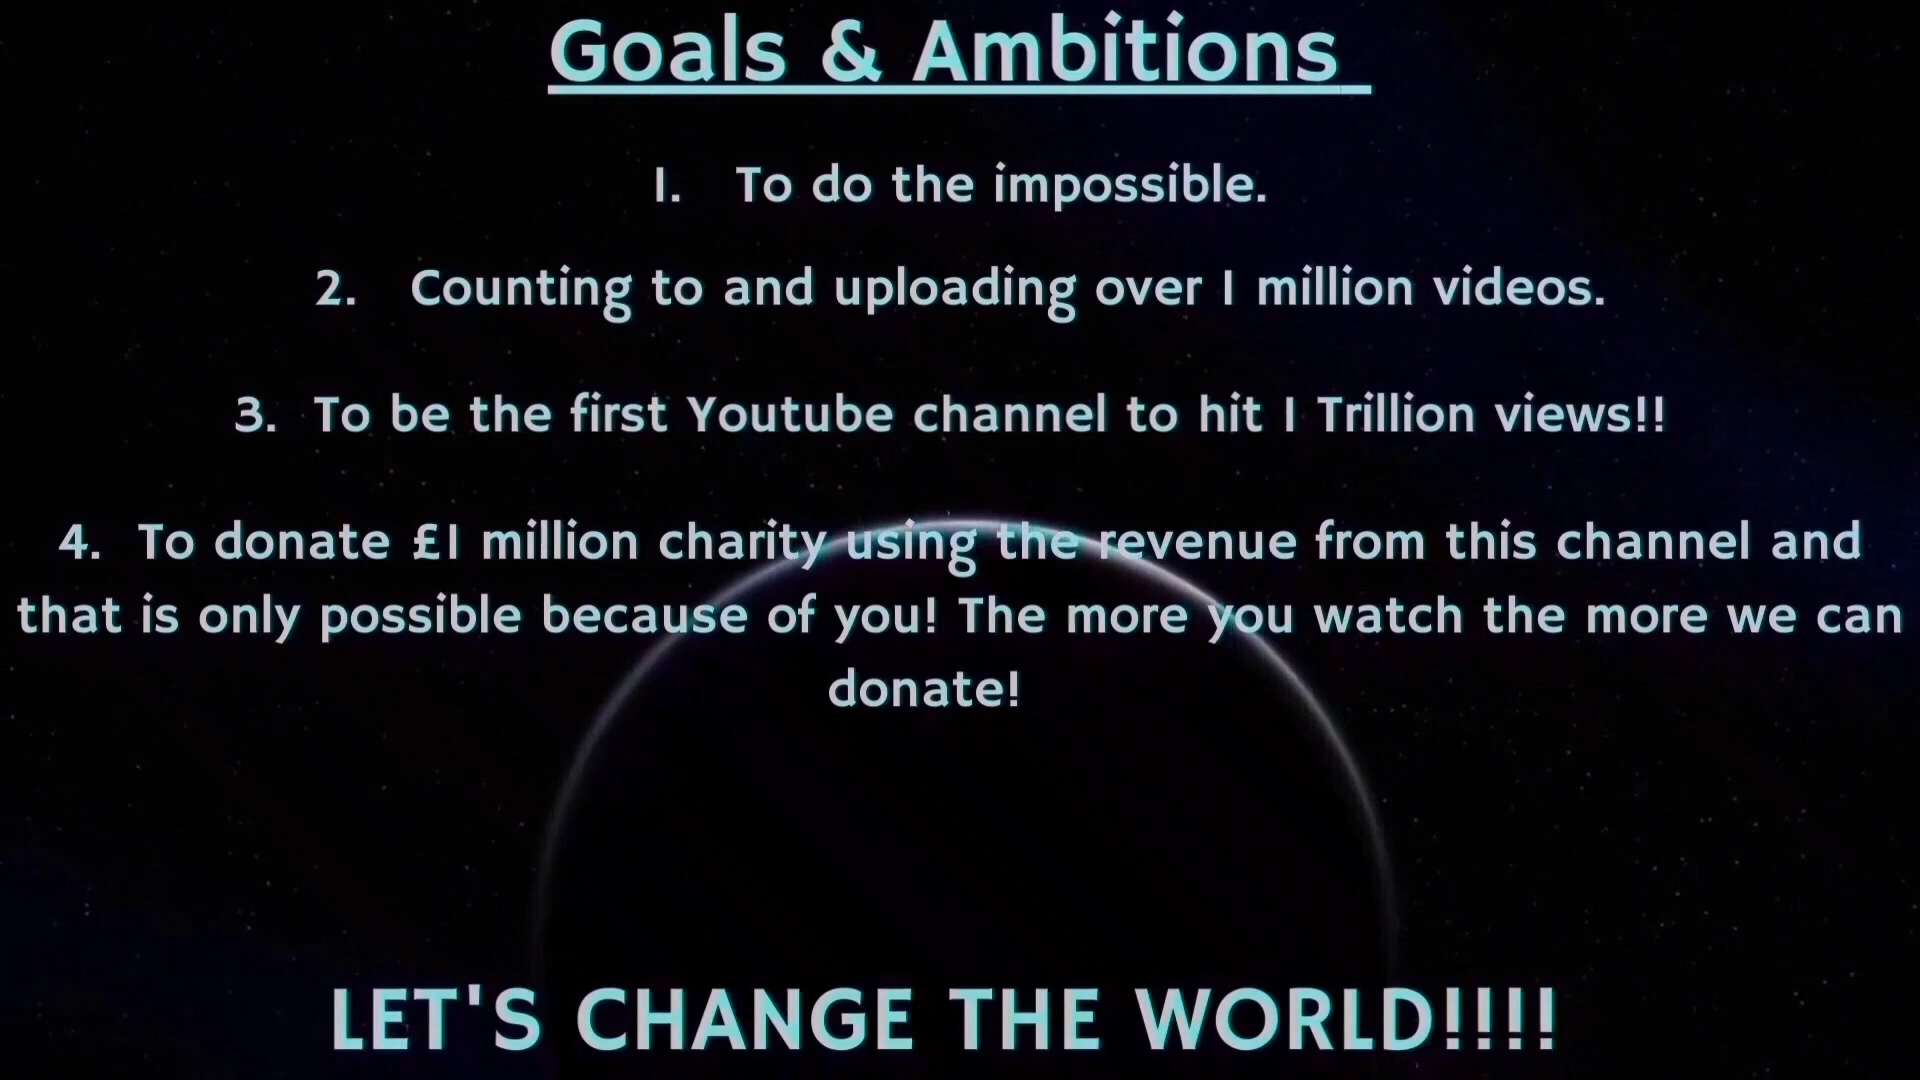 Goals & Ambitions
1. To do the impossible.
2. Counting to and uploading over 1 million videos.
3. To be the first Youtube channel to hit 1 Trillion views!!
4. To donate £1 million charity using the revenue from this channel and
that is only possible because of you! The more you watch the more we can
donate!
LET'S CHANGE THE WORLD!!!!